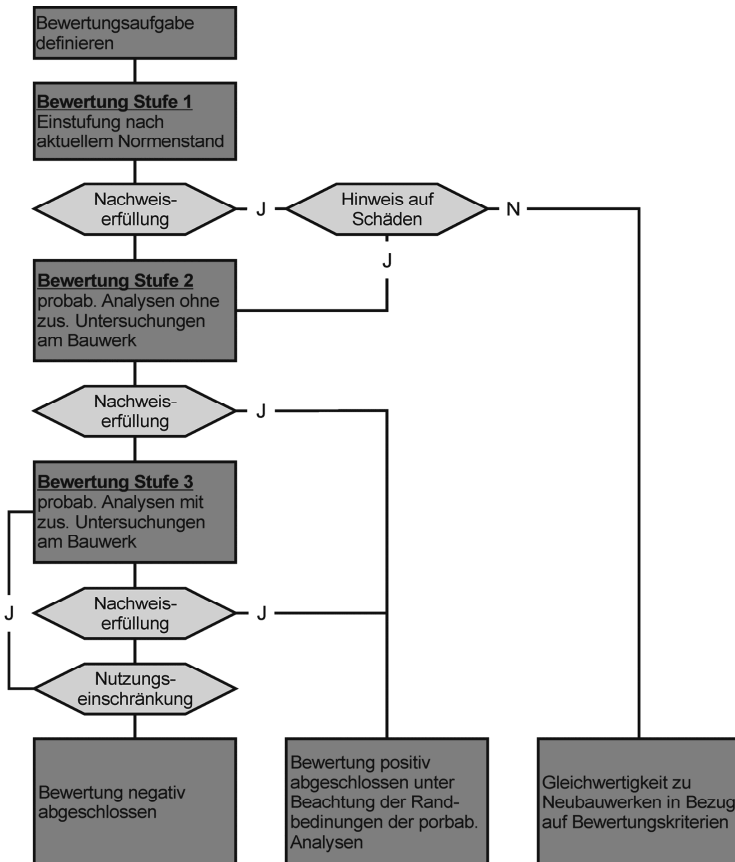 Bewertungsaufgabe
definieren
Bewertung Stufe 1
Einstufung nach
aktuellem Normenstand
Nachweis-
erfüllung
J
Hinweis auf
Schäden
N
J
Bewertung Stufe 2
probab. Analysen ohne
zus. Untersuchungen
am Bauwerk
Nachweis-
erfüllung
J
Bewertung Stufe 3
probab. Analysen mit
zus. Untersuchungen
am Bauwerk
J
Nachweis-
erfüllung
J
Nutzungs-
einschränkung
Bewertung negativ
abgeschlossen
Bewertung positiv
abgeschlossen unter
Beachtung der Rand-
bedinungen der porbab.
Analysen
Gleichwertigkeit zu
Neubauwerken in Bezug
auf Bewertungskriterien